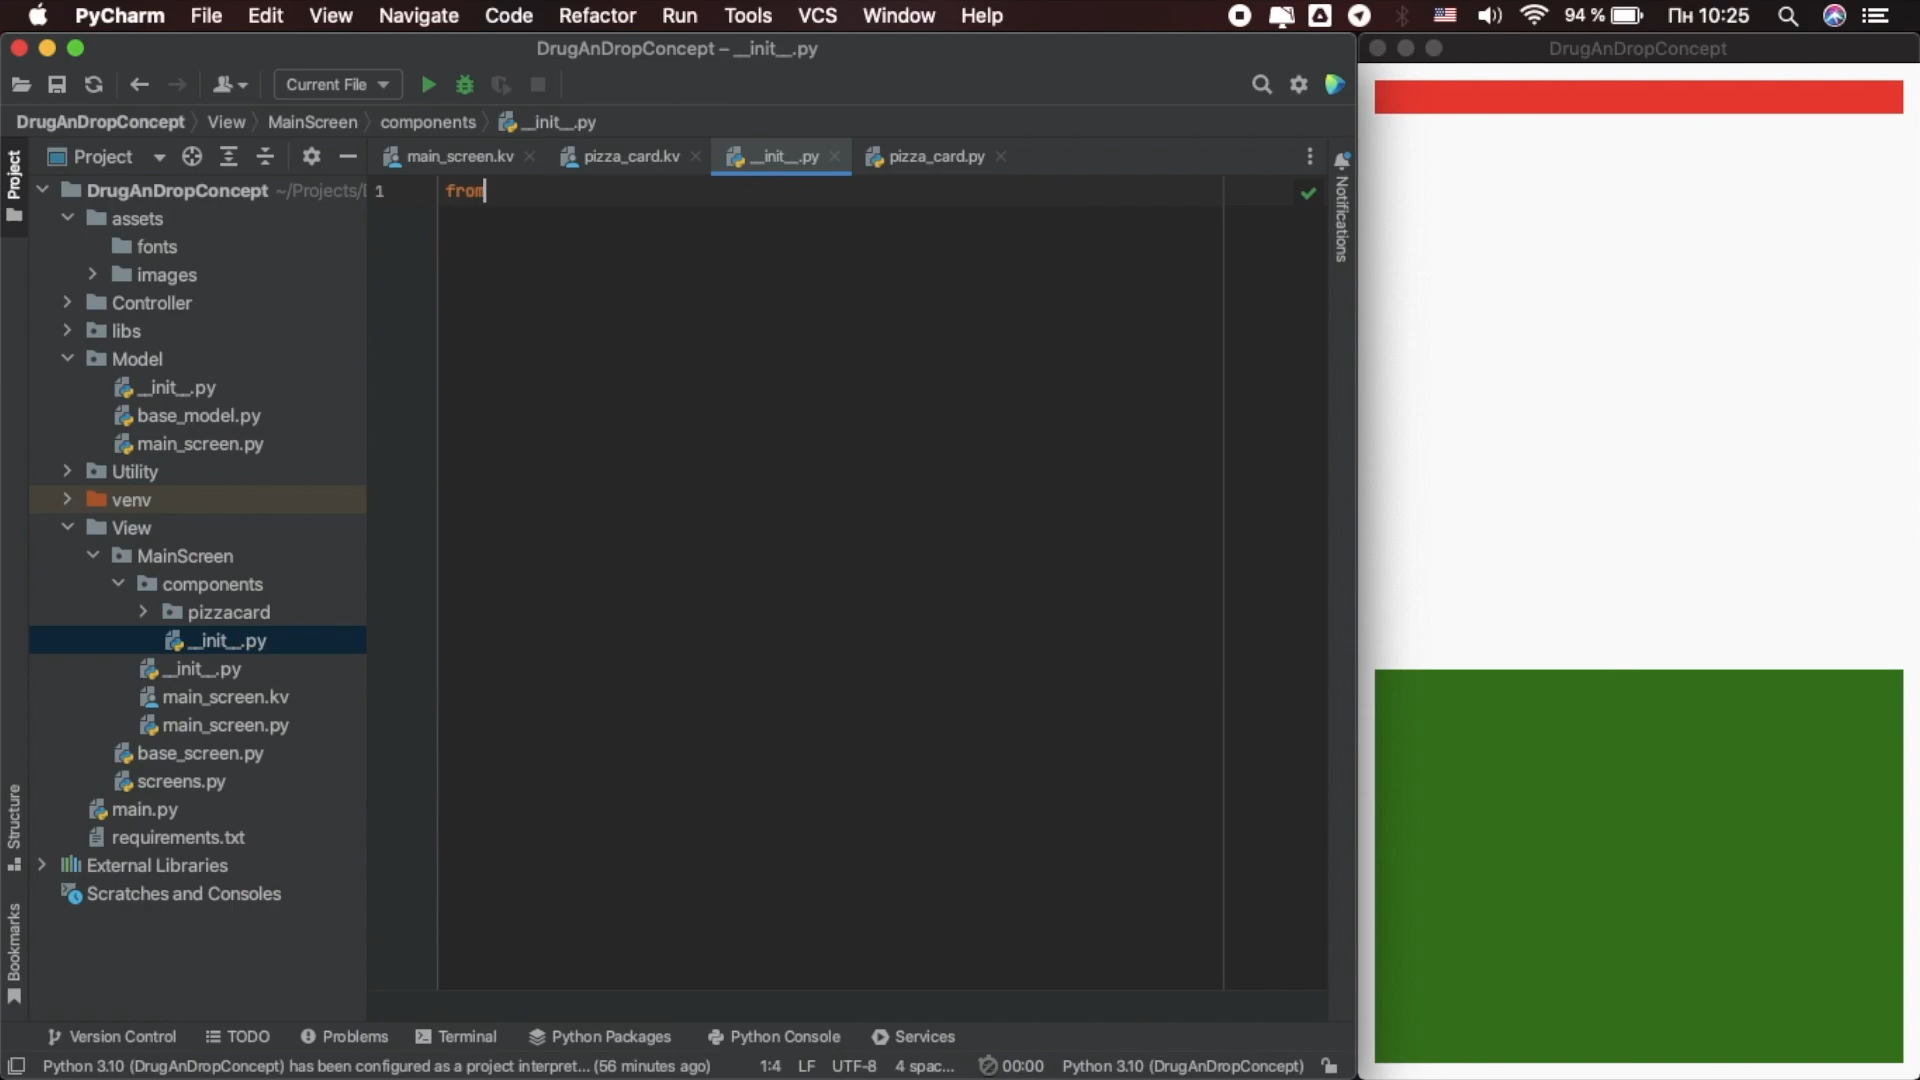 PyCharm File Edit View Navigate Code Refactor Run Tools VCS Window Help 94 % Пн 10:25
DrugAnDropConcept – __init__.py
DrugAnDropConcept
Current File
DrugAnDropConcept View MainScreen components __init__.py
Project
main_screen.kv pizza_card.kv __init__.py pizza_card.py
Project
DrugAnDropConcept ~/Projects/
1 from
assets
fonts
images
Controller
libs
Model
__init__.py
base_model.py
main_screen.py
Utility
venv
View
MainScreen
components
pizzacard
__init__.py
__init__.py
main_screen.kv
main_screen.py
base_screen.py
screens.py
main.py
requirements.txt
External Libraries
Scratches and Consoles
Notifications
Structure
Bookmarks
Version Control TODO Problems Terminal Python Packages Python Console Services
Python 3.10 (DrugAnDropConcept) has been configured as a project interpret... (56 minutes ago) 1:4 LF UTF-8 4 spac... 00:00 Python 3.10 (DrugAnDropConcept)